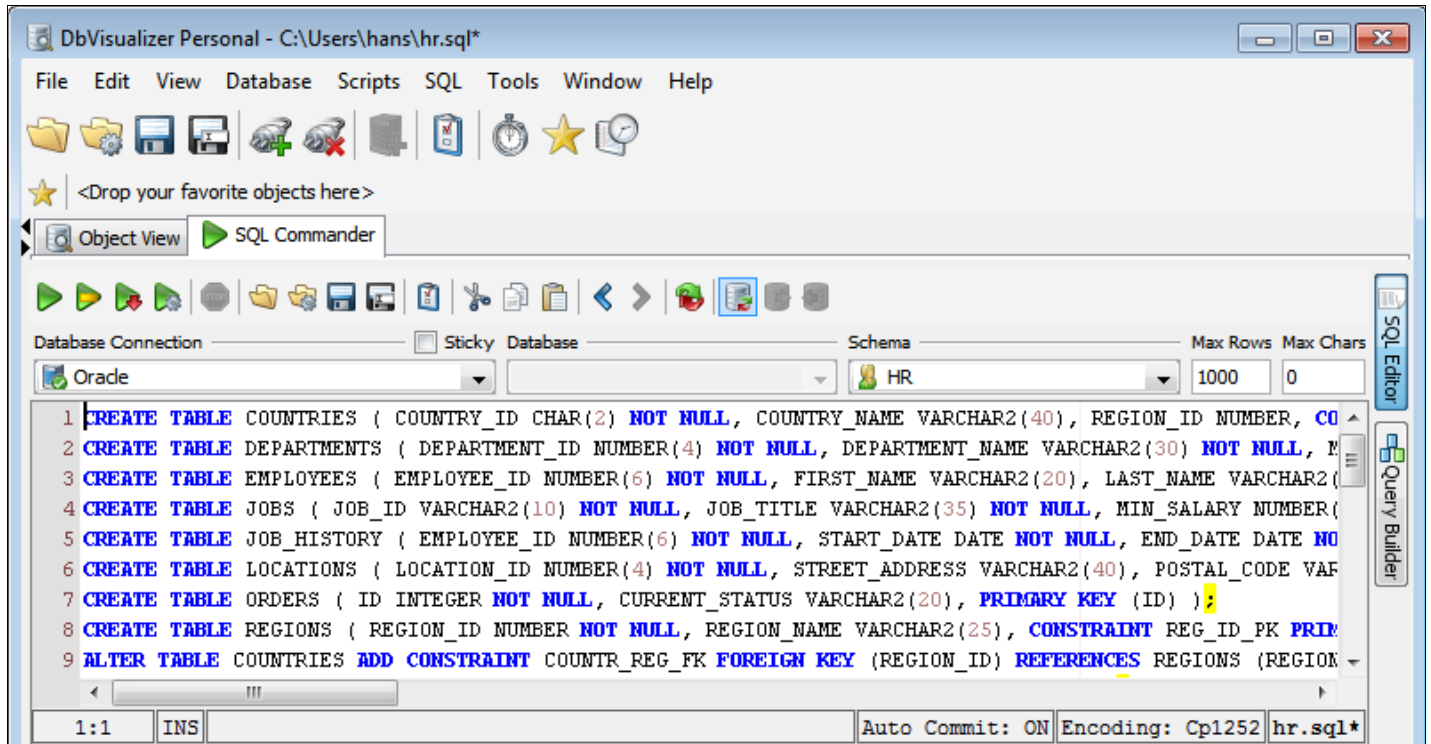 DbVisualizer Personal - C:\Users\hans\hr.sql*
File Edit View Database Scripts SQL Tools Window Help
<Drop your favorite objects here>
Object View SQL Commander
Database Connection Sticky Database Schema Max Rows Max Chars
Oracle HR 1000 0
1 CREATE TABLE COUNTRIES ( COUNTRY_ID CHAR(2) NOT NULL, COUNTRY_NAME VARCHAR2(40), REGION_ID NUMBER, CO
2 CREATE TABLE DEPARTMENTS ( DEPARTMENT_ID NUMBER(4) NOT NULL, DEPARTMENT_NAME VARCHAR2(30) NOT NULL, M
3 CREATE TABLE EMPLOYEES ( EMPLOYEE_ID NUMBER(6) NOT NULL, FIRST_NAME VARCHAR2(20), LAST_NAME VARCHAR2(
4 CREATE TABLE JOBS ( JOB_ID VARCHAR2(10) NOT NULL, JOB_TITLE VARCHAR2(35) NOT NULL, MIN_SALARY NUMBER(
5 CREATE TABLE JOB_HISTORY ( EMPLOYEE_ID NUMBER(6) NOT NULL, START_DATE DATE NOT NULL, END_DATE DATE NO
6 CREATE TABLE LOCATIONS ( LOCATION_ID NUMBER(4) NOT NULL, STREET_ADDRESS VARCHAR2(40), POSTAL_CODE VAR
7 CREATE TABLE ORDERS ( ID INTEGER NOT NULL, CURRENT_STATUS VARCHAR2(20), PRIMARY KEY (ID) );
8 CREATE TABLE REGIONS ( REGION_ID NUMBER NOT NULL, REGION_NAME VARCHAR2(25), CONSTRAINT REG_ID_PK PRIM
9 ALTER TABLE COUNTRIES ADD CONSTRAINT COUNTR_REG_FK FOREIGN KEY (REGION_ID) REFERENCES REGIONS (REGION
1:1 INS Auto Commit: ON Encoding: Cp1252 hr.sql*
SQL Editor
Query Builder